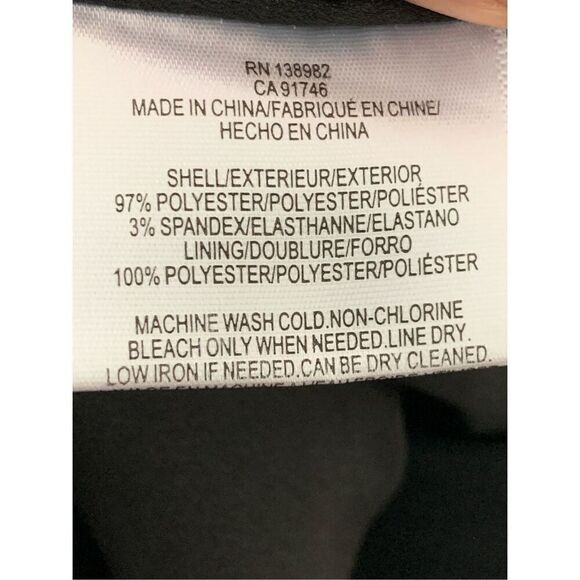 RN 138982
CA 91746
MADE IN CHINA/FABRIQUÉ EN CHINE/
HECHO EN CHINA
SHELL/EXTERIEUR/EXTERIOR
97% POLYESTER/POLYESTER/POLIÉSTER
3% SPANDEX/ELASTHANNE/ELASTANO
LINING/DOUBLURE/FORRO
100% POLYESTER/POLYESTER/POLIÉSTER
MACHINE WASH COLD.NON-CHLORINE
BLEACH ONLY WHEN NEEDED.LINE DRY.
LOW IRON IF NEEDED.CAN BE DRY CLEANED.